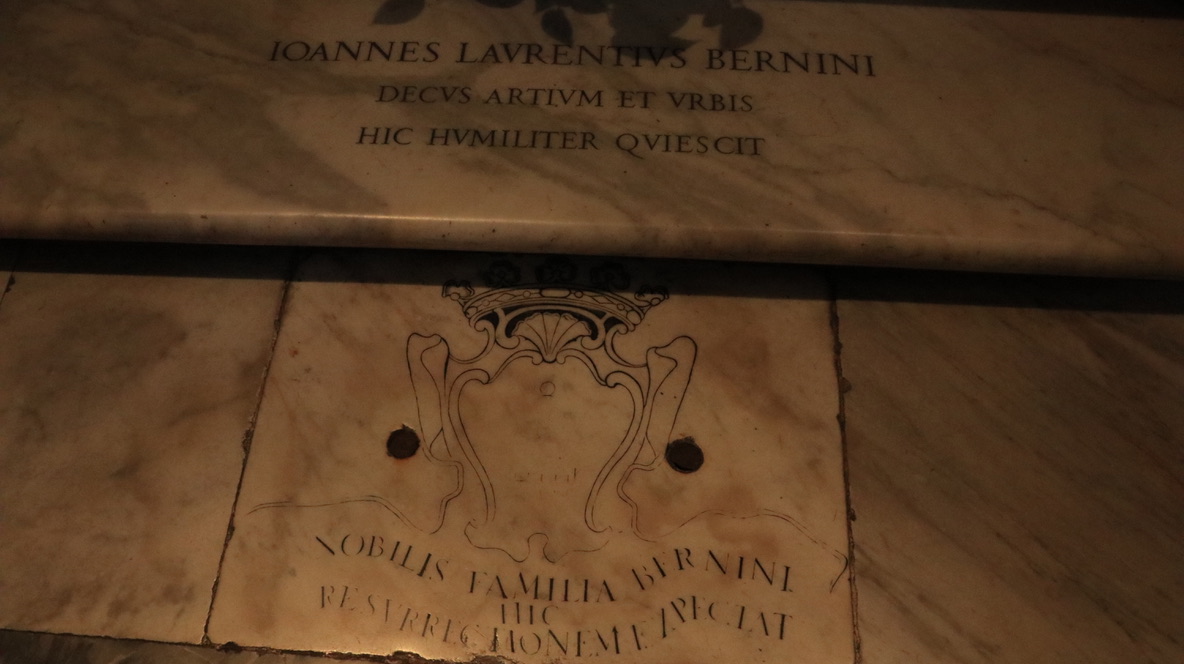 IOANNES LAVRENTIVS BERNINI
DECVS ARTIVM ET VRBIS
HIC HVMILITER QVIESCIT
NOBILIS FAMILIA BERNINI
HIC
RESVRRECTIONEM EXPECTAT